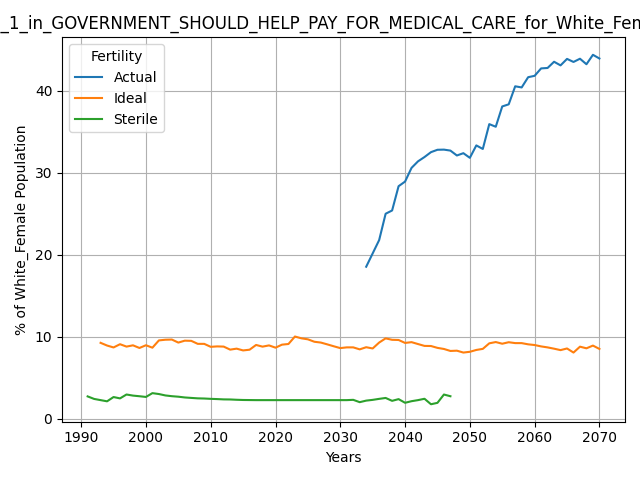 _1_in_GOVERNMENT_SHOULD_HELP_PAY_FOR_MEDICAL_CARE_for_White_Fem
Fertility
Actual
Ideal
Sterile
% of White_Female Population
40
30
20
10
0
1990 2000 2010 2020 2030 2040 2050 2060 2070
Years